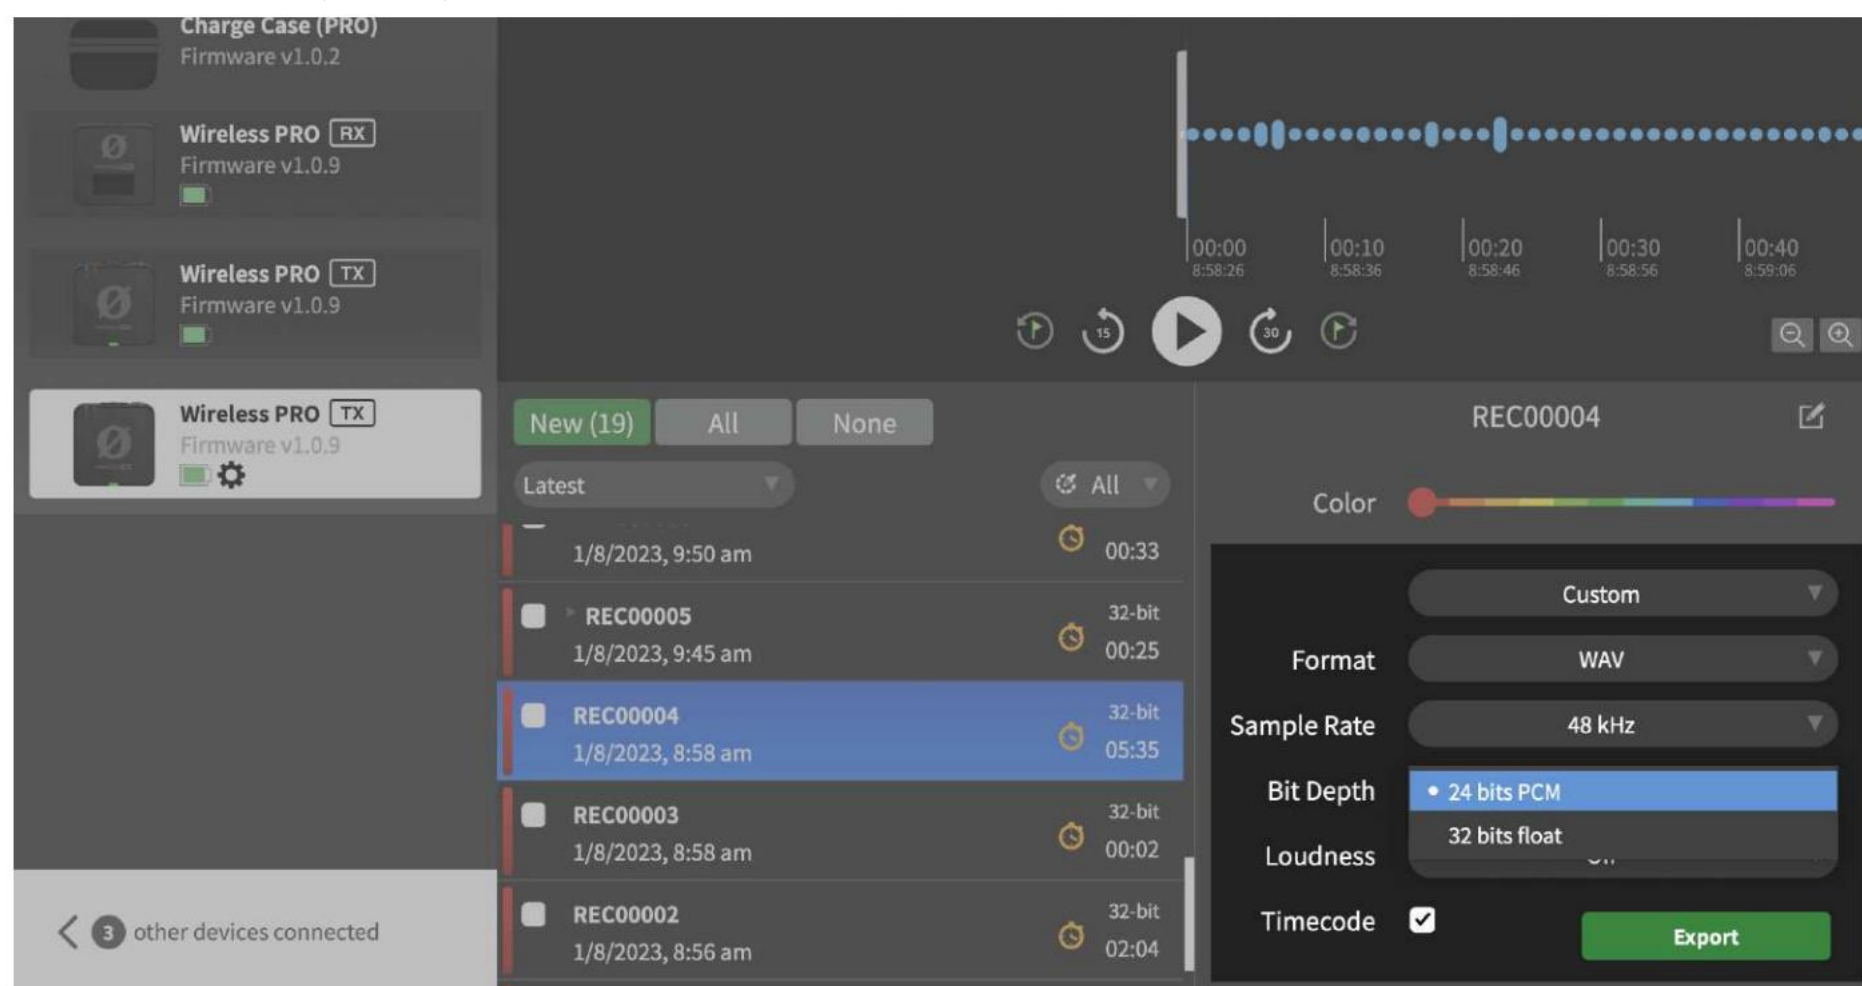 Charge Case (PRO)
Firmware v1.0.2
Wireless PRO RX
Firmware v1.0.9
Wireless PRO TX
Firmware v1.0.9
Wireless PRO TX
Firmware v1.0.9
3 other devices connected
00:00 00:10 00:20 00:30 00:40
8:58:26 8:58:36 8:58:46 8:58:56 8:59:06
15 30
New (19) All None
Latest All
1/8/2023, 9:50 am 00:33
REC00005 32-bit
1/8/2023, 9:45 am 00:25
REC00004 32-bit
1/8/2023, 8:58 am 05:35
REC00003 32-bit
1/8/2023, 8:58 am 00:02
REC00002 32-bit
1/8/2023, 8:56 am 02:04
REC00004
Color
Custom
Format WAV
Sample Rate 48 kHz
Bit Depth • 24 bits PCM
32 bits float
Loudness
Timecode
Export